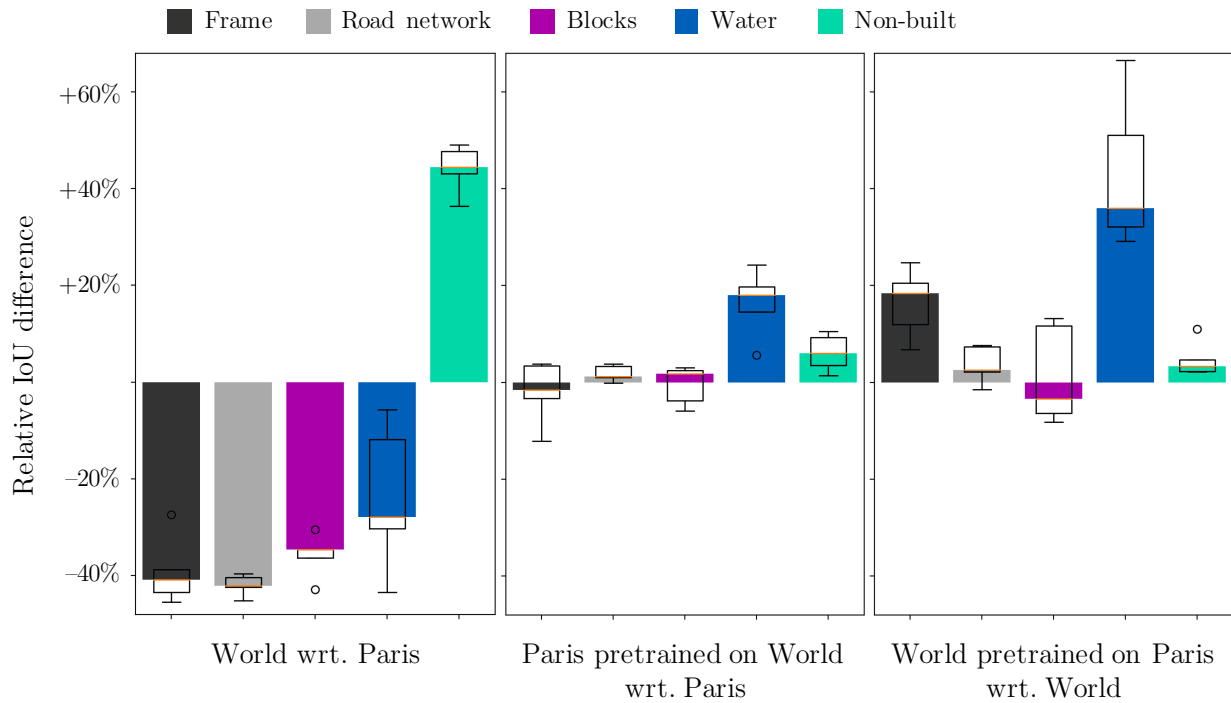 Frame Road network Blocks Water Non-built
Relative IoU difference
+60%
+40%
+20%
–20%
–40%
World wrt. Paris
Paris pretrained on World
wrt. Paris
World pretrained on Paris
wrt. World